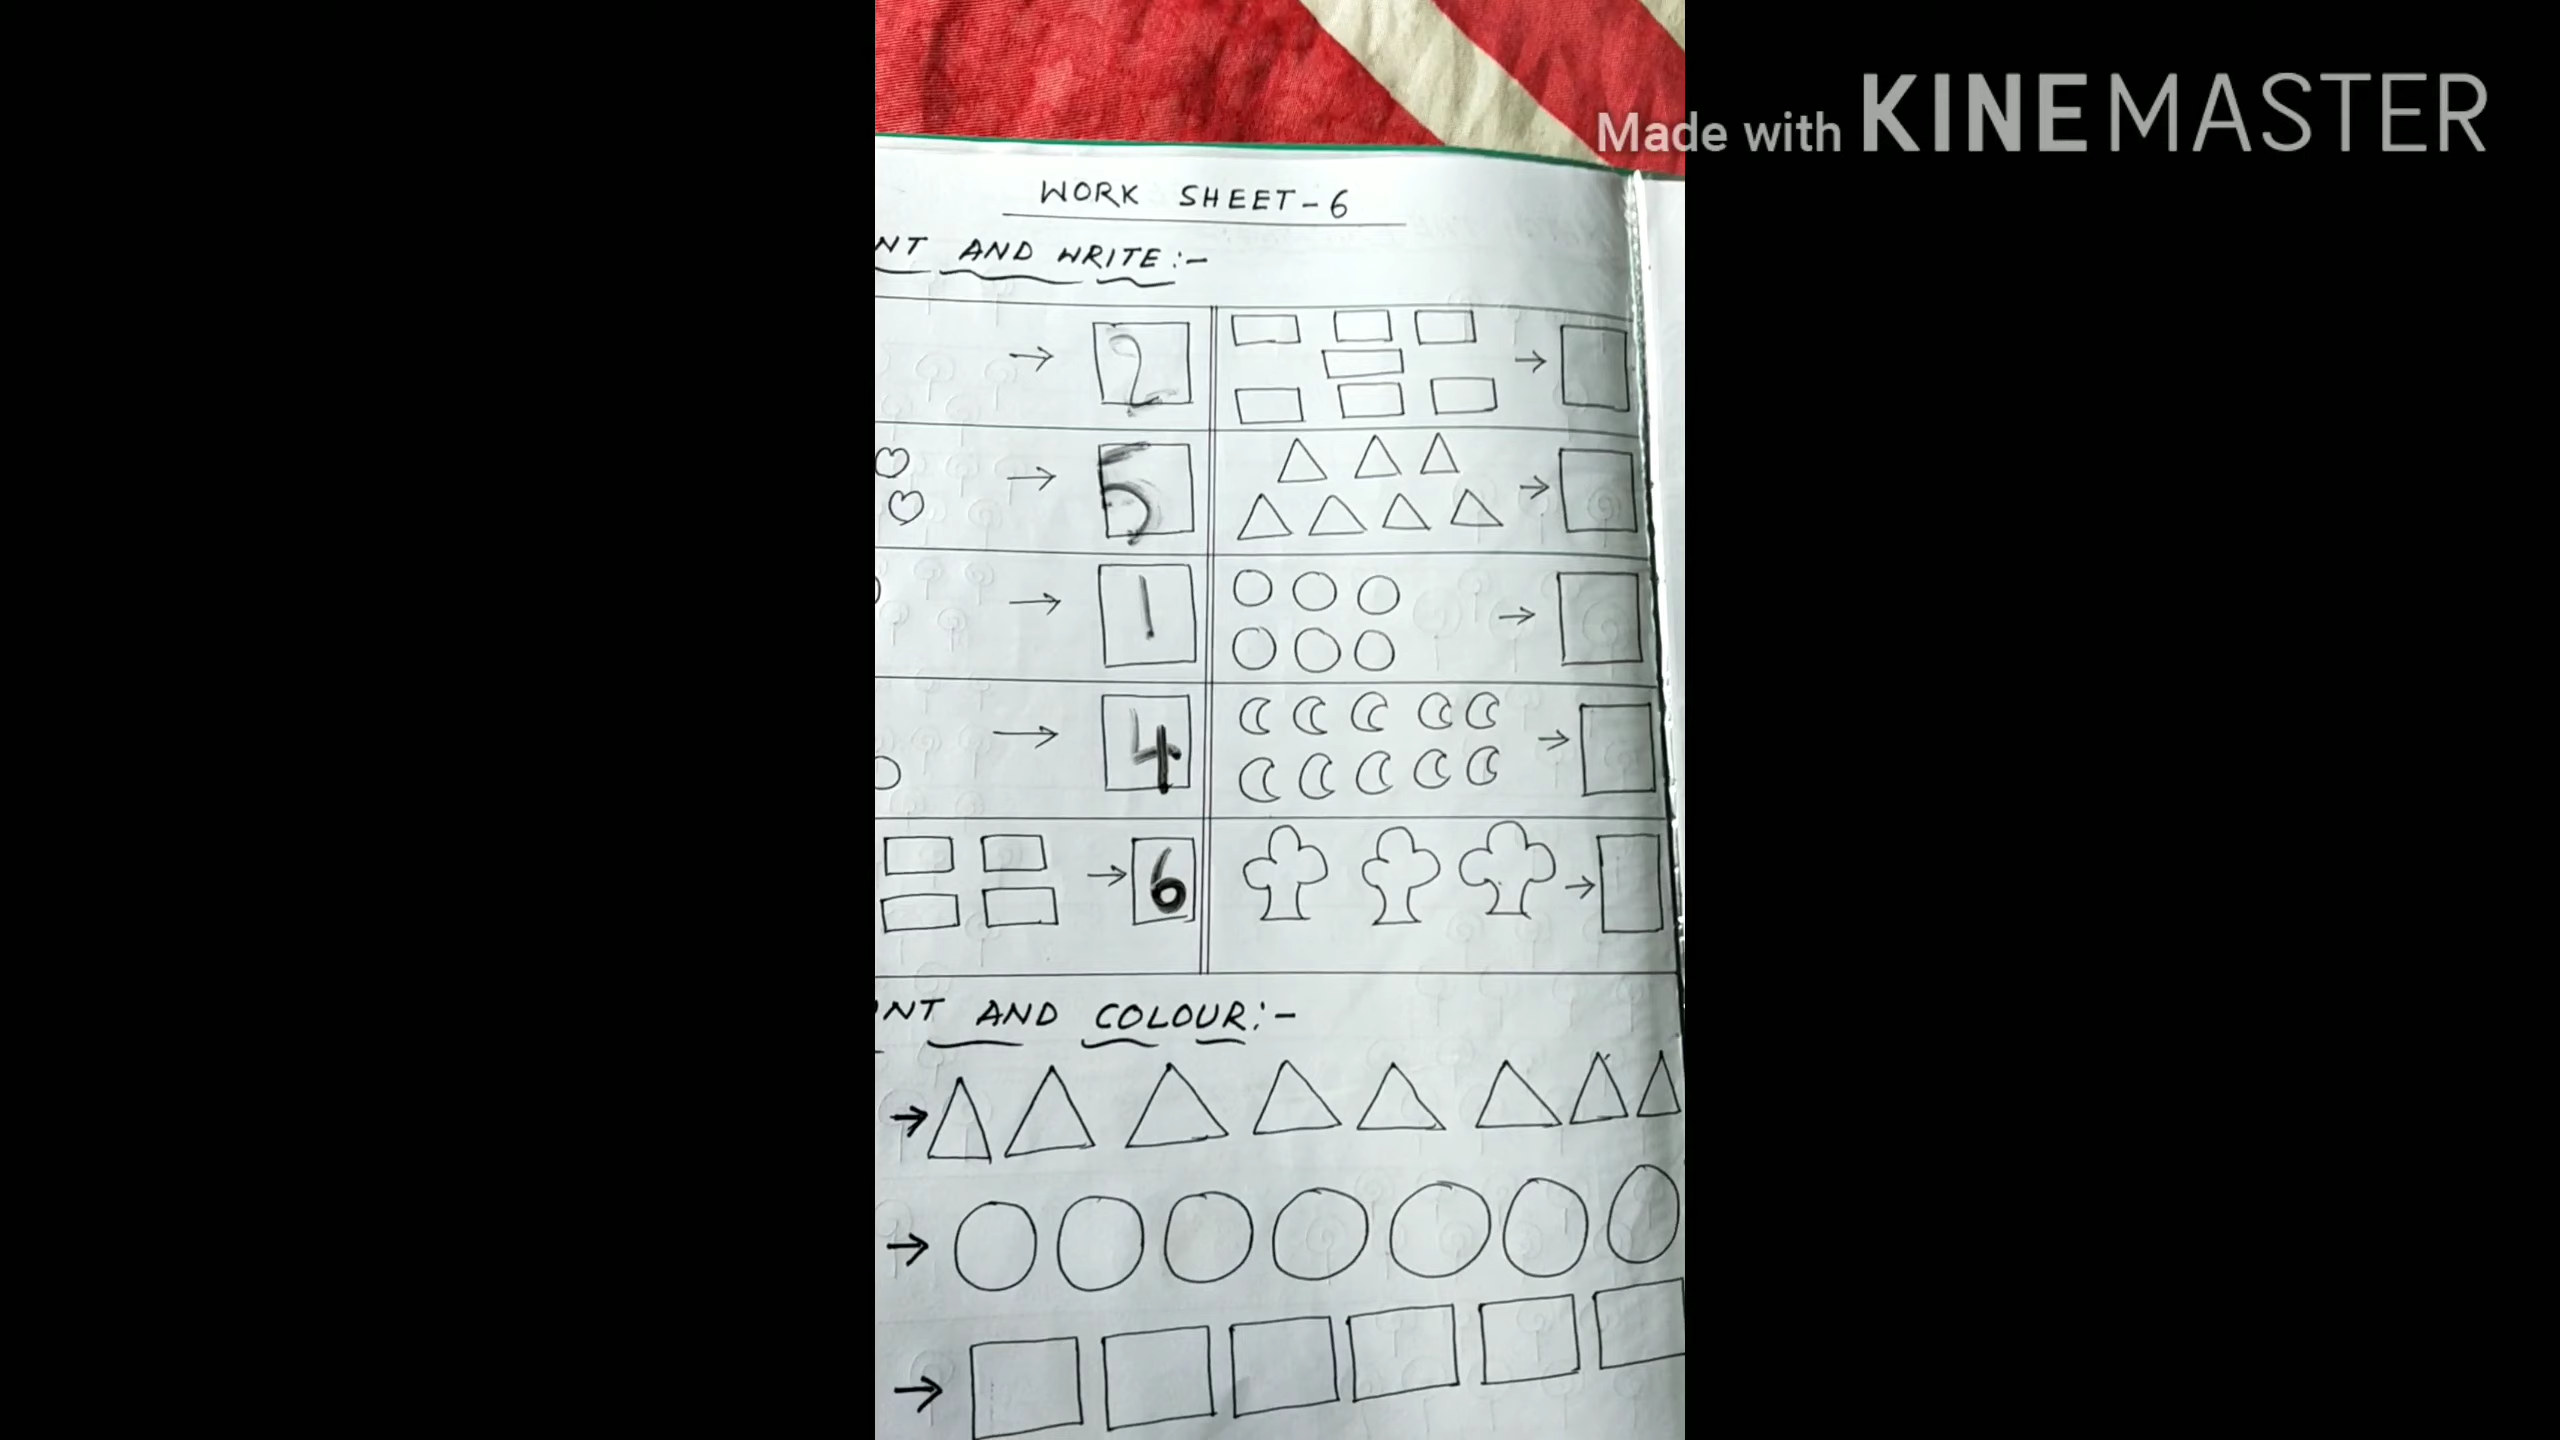 Made with KINEMASTER
WORK SHEET-6
NT AND WRITE:-
2
5
1
4
6
NT AND COLOUR:-